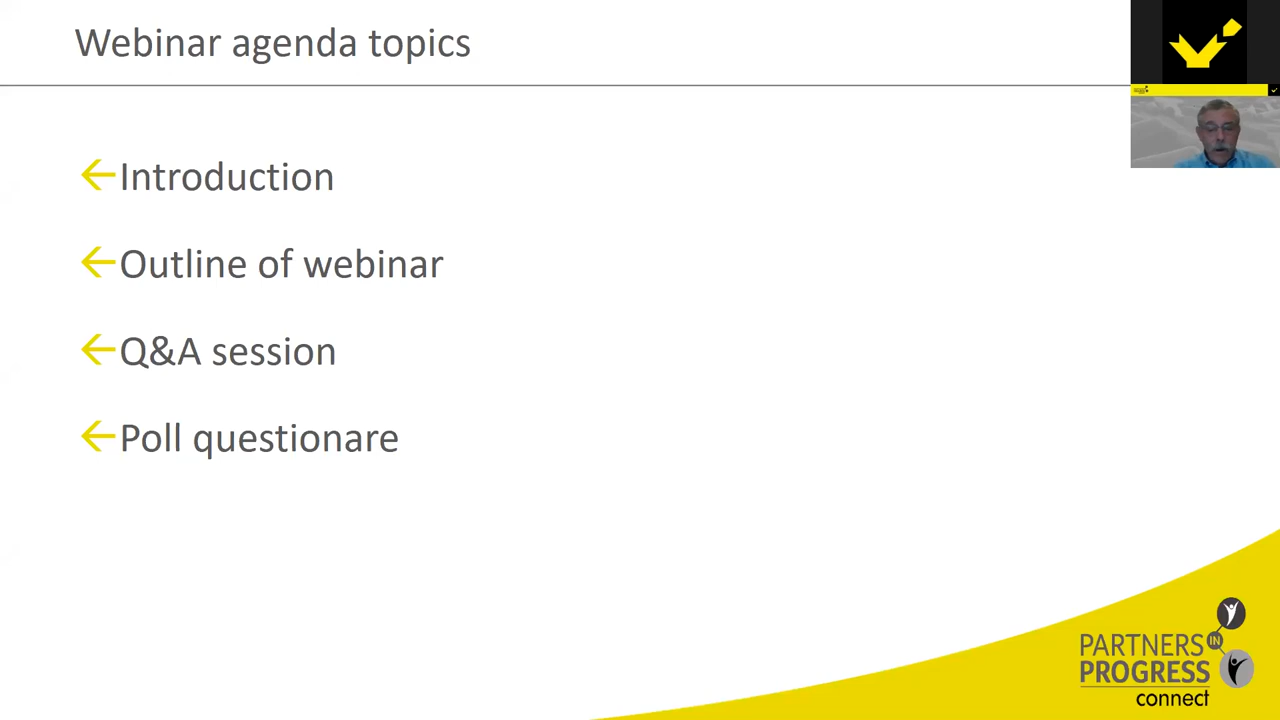 Webinar agenda topics
←Introduction
←Outline of webinar
←Q&A session
←Poll questionare
PARTNERS IN
PROGRESS
connect